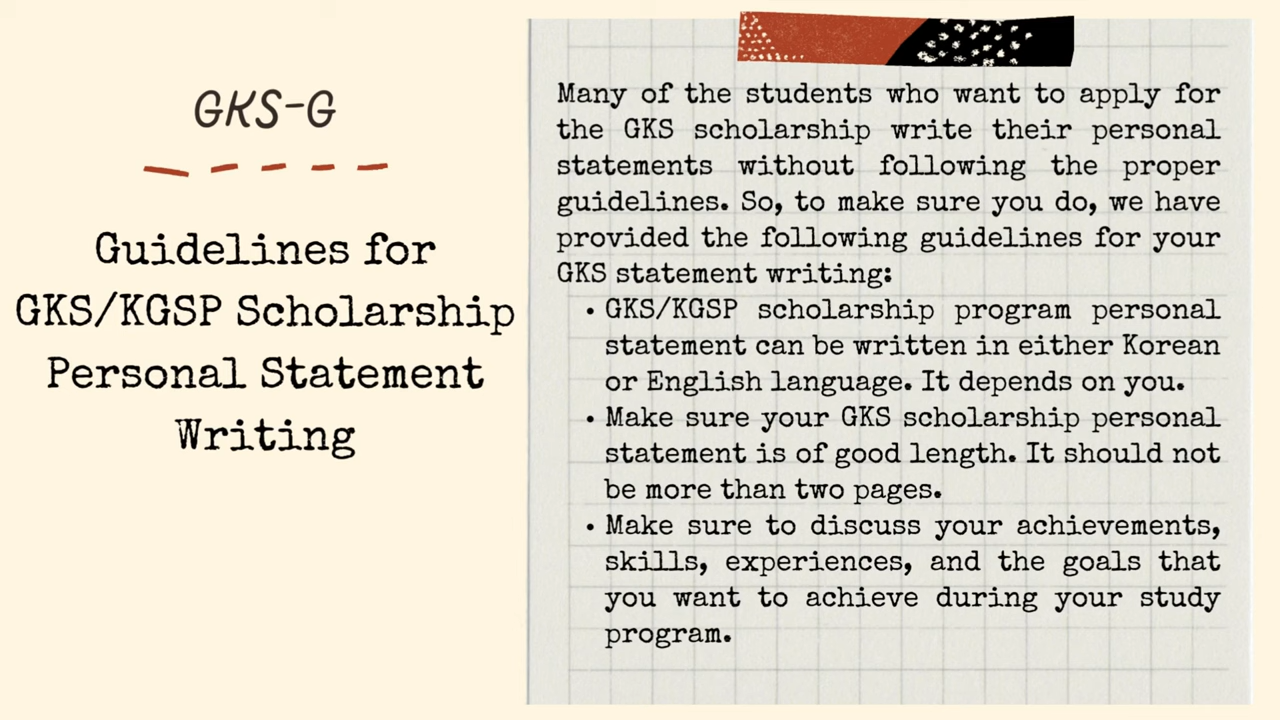 GKS-G
Guidelines for
GKS/KGSP Scholarship
Personal Statement
Writing
Many of the students who want to apply for
the GKS scholarship write their personal
statements without following the proper
guidelines. So, to make sure you do, we have
provided the following guidelines for your
GKS statement writing:
• GKS/KGSP scholarship program personal
statement can be written in either Korean
or English language. It depends on you.
• Make sure your GKS scholarship personal
statement is of good length. It should not
be more than two pages.
• Make sure to discuss your achievements,
skills, experiences, and the goals that
you want to achieve during your study
program.